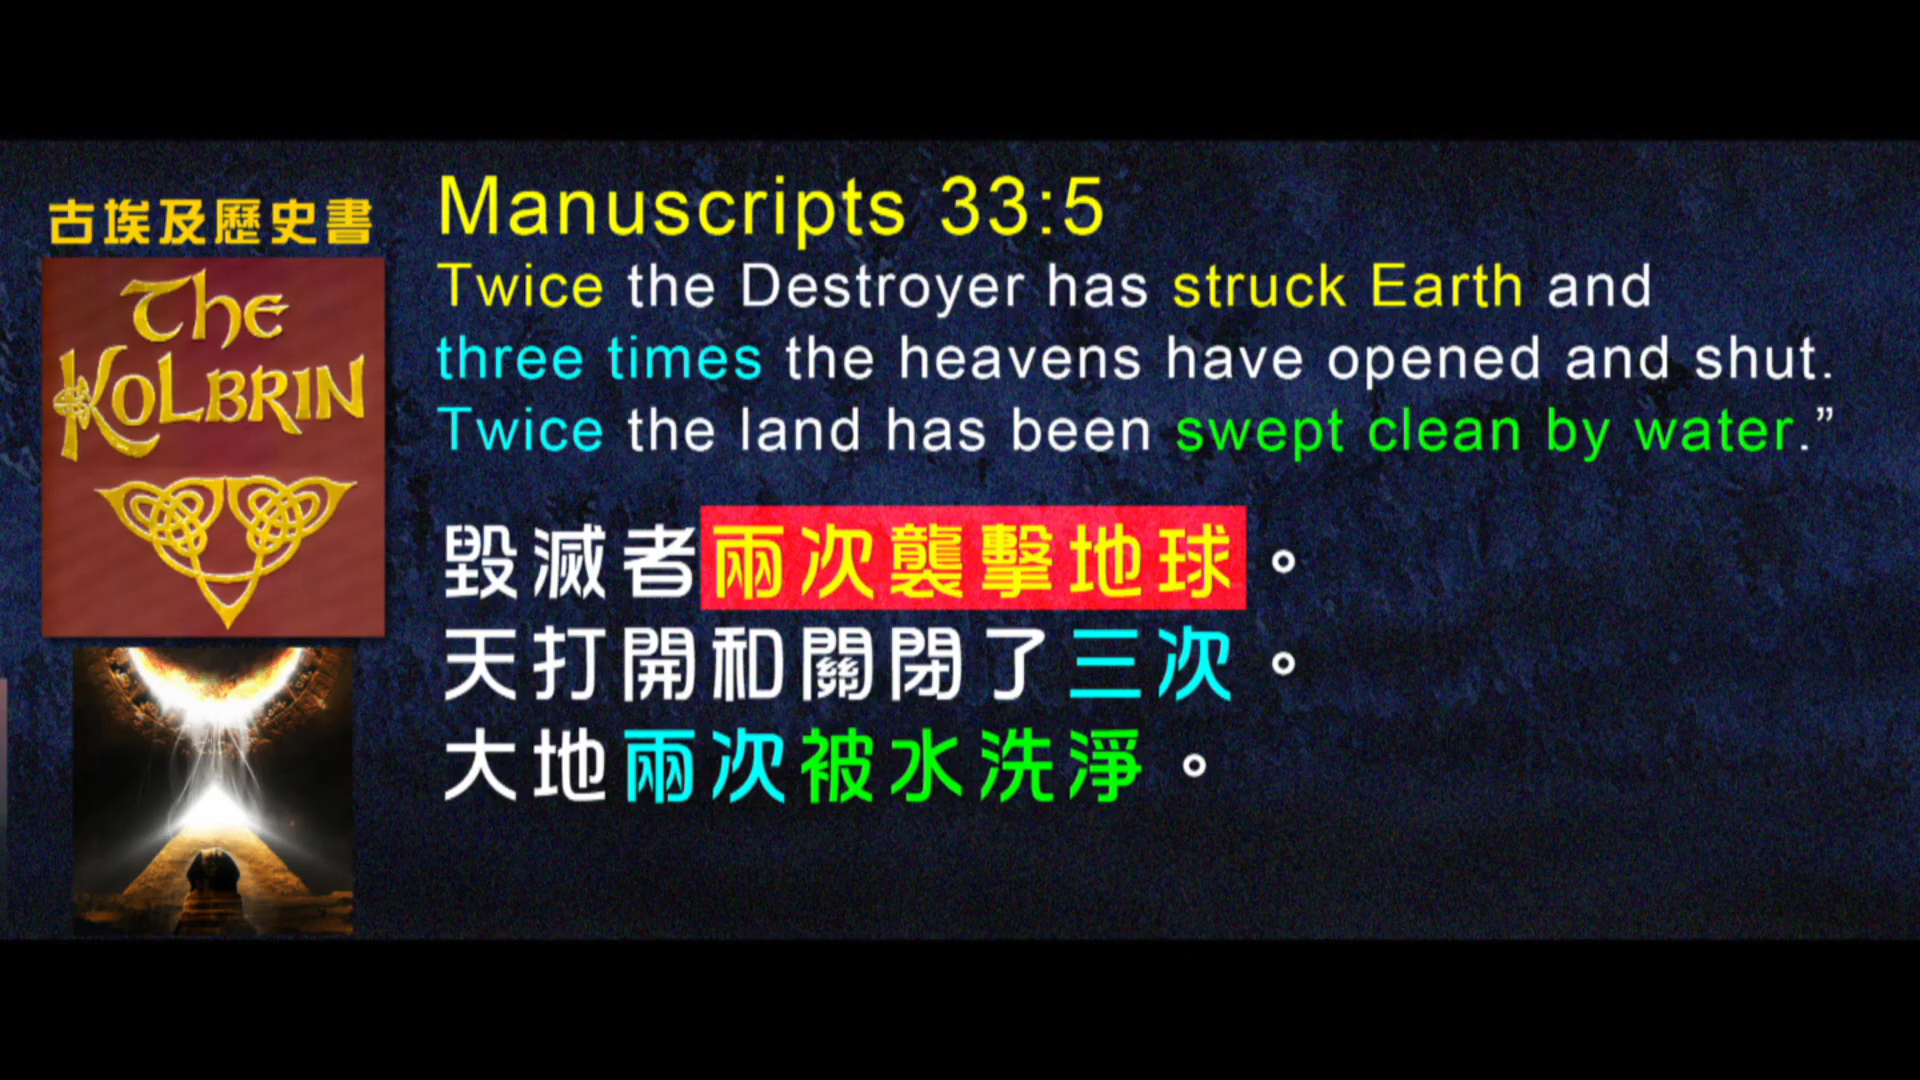 古埃及歷史書
The
KOLBRIN
Manuscripts 33:5
Twice the Destroyer has struck Earth and
three times the heavens have opened and shut.
Twice the land has been swept clean by water.”
毀滅者兩次襲擊地球。
天打開和關閉了三次。
大地兩次被水洗淨。